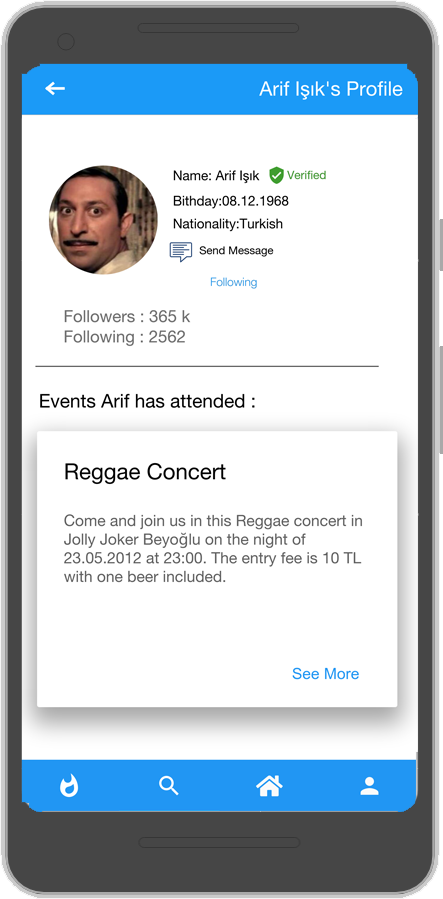 Arif Işık's Profile
Name: Arif Işık
Verified
Bithday:08.12.1968
Nationality:Turkish
Send Message
Following
Followers : 365 k
Following : 2562
Events Arif has attended :
Reggae Concert
Come and join us in this Reggae concert in
Jolly Joker Beyoğlu on the night of
23.05.2012 at 23:00. The entry fee is 10 TL
with one beer included.
See More